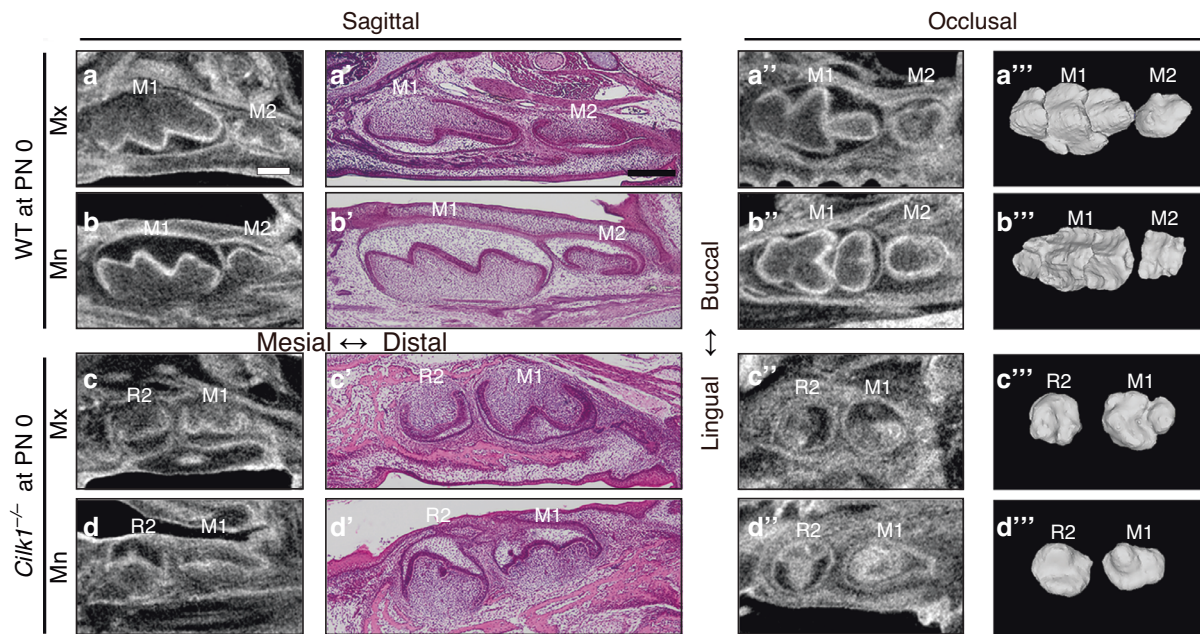 Sagittal Occlusal
WT at PN 0
Mx
a M1 M2
a' M1 M2
a'' M1 M2
a''' M1 M2
Mn
b M1 M2
b' M1 M2
b'' M1 M2
b''' M1 M2
Mesial ↔ Distal
Lingual ↔ Buccal
Cilk1⁻/⁻ at PN 0
Mx
c R2 M1
c' R2 M1
c'' R2 M1
c''' R2 M1
Mn
d R2 M1
d' R2 M1
d'' R2 M1
d''' R2 M1